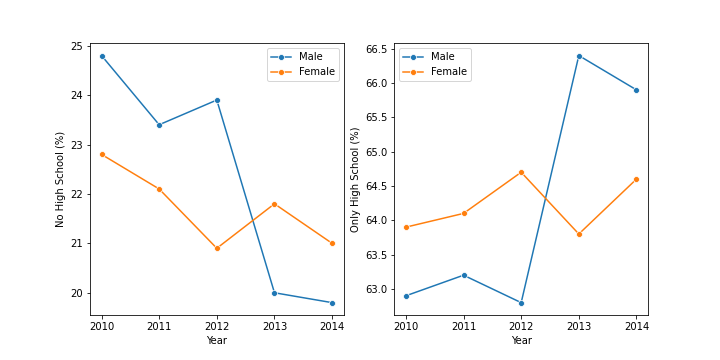 No High School (%)
25
24
23
22
21
20
2010 2011 2012 2013 2014
Year
Male
Female
Only High School (%)
66.5
66.0
65.5
65.0
64.5
64.0
63.5
63.0
2010 2011 2012 2013 2014
Year
Male
Female